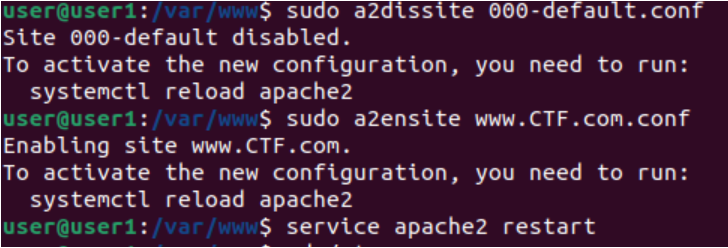 user@user1:/var/www$ sudo a2dissite 000-default.conf
Site 000-default disabled.
To activate the new configuration, you need to run:
  systemctl reload apache2
user@user1:/var/www$ sudo a2ensite www.CTF.com.conf
Enabling site www.CTF.com.
To activate the new configuration, you need to run:
  systemctl reload apache2
user@user1:/var/www$ service apache2 restart